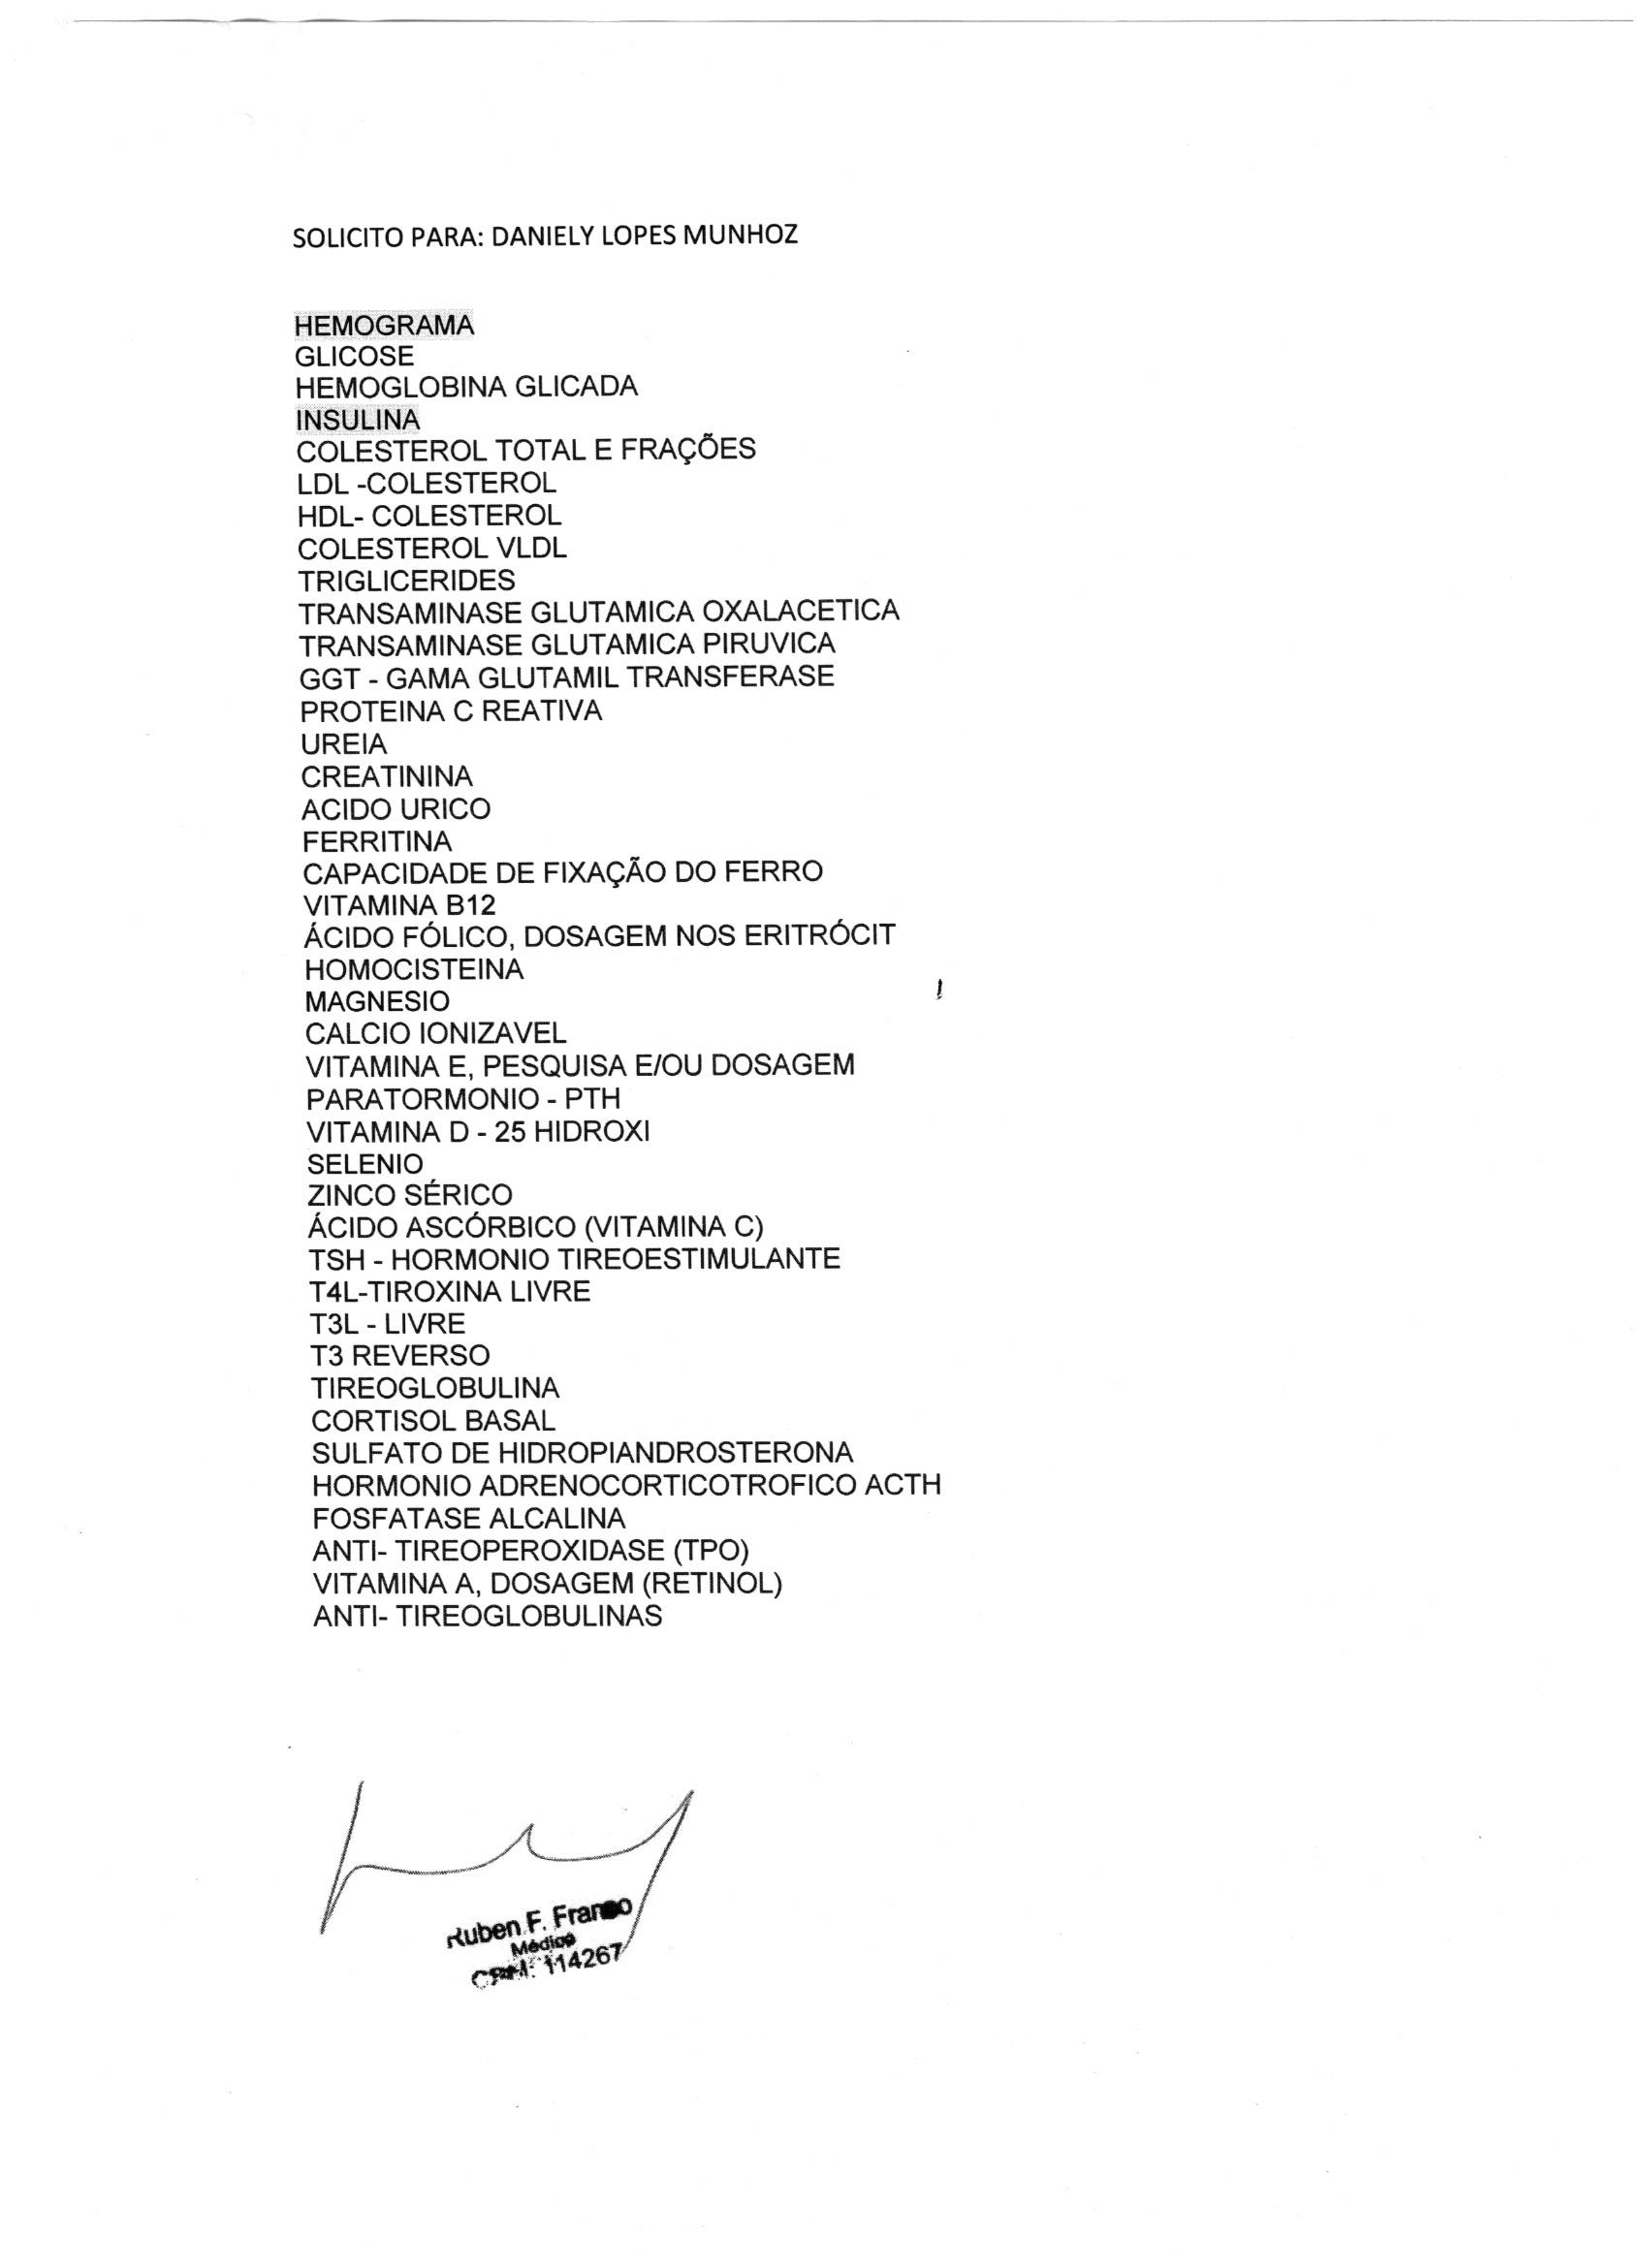 SOLICITO PARA: DANIELY LOPES MUNHOZ
HEMOGRAMA
GLICOSE
HEMOGLOBINA GLICADA
INSULINA
COLESTEROL TOTAL E FRAÇÕES
LDL -COLESTEROL
HDL- COLESTEROL
COLESTEROL VLDL
TRIGLICERIDES
TRANSAMINASE GLUTAMICA OXALACETICA
TRANSAMINASE GLUTAMICA PIRUVICA
GGT - GAMA GLUTAMIL TRANSFERASE
PROTEINA C REATIVA
UREIA
CREATININA
ACIDO URICO
FERRITINA
CAPACIDADE DE FIXAÇÃO DO FERRO
VITAMINA B12
ÁCIDO FÓLICO, DOSAGEM NOS ERITRÓCIT
HOMOCISTEINA
MAGNESIO
CALCIO IONIZAVEL
VITAMINA E, PESQUISA E/OU DOSAGEM
PARATORMONIO - PTH
VITAMINA D - 25 HIDROXI
SELENIO
ZINCO SÉRICO
ÁCIDO ASCÓRBICO (VITAMINA C)
TSH - HORMONIO TIREOESTIMULANTE
T4L-TIROXINA LIVRE
T3L - LIVRE
T3 REVERSO
TIREOGLOBULINA
CORTISOL BASAL
SULFATO DE HIDROPIANDROSTERONA
HORMONIO ADRENOCORTICOTROFICO ACTH
FOSFATASE ALCALINA
ANTI- TIREOPEROXIDASE (TPO)
VITAMINA A, DOSAGEM (RETINOL)
ANTI- TIREOGLOBULINAS
Ruben F. Franco
Médico
CRM: 114267